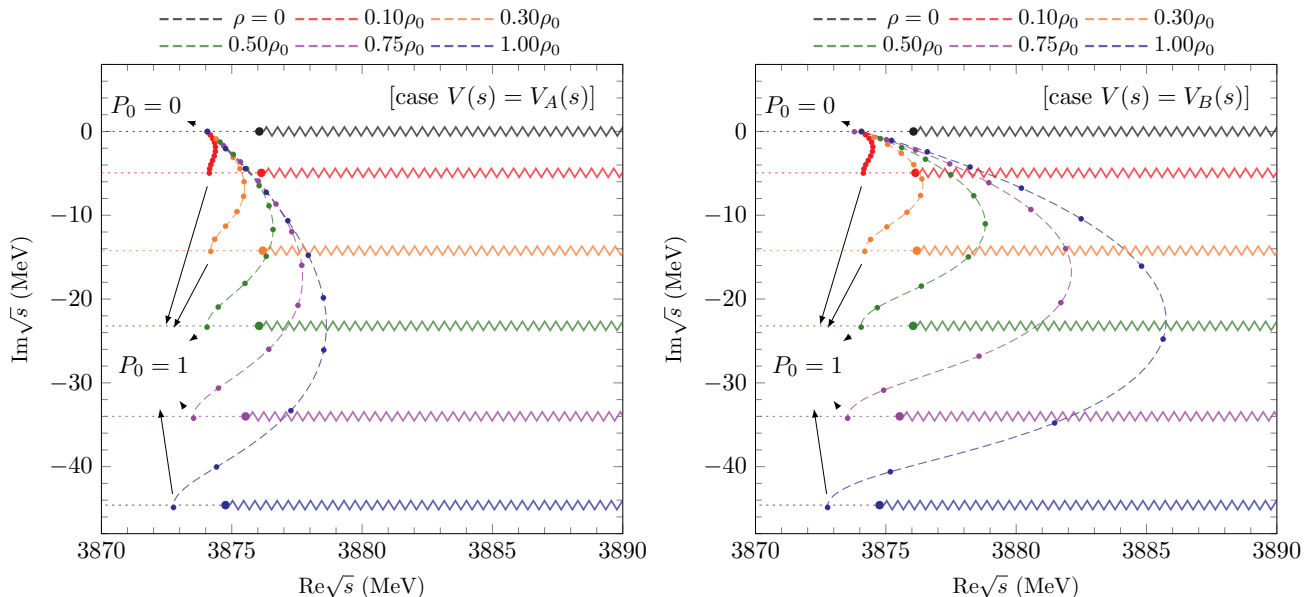 ρ = 0 0.10ρ₀ 0.30ρ₀
0.50ρ₀ 0.75ρ₀ 1.00ρ₀
[case V(s) = V_A(s)]
P₀ = 0
P₀ = 1
0
−10
−20
−30
−40
Im√s (MeV)
3870 3875 3880 3885 3890
Re√s (MeV)
ρ = 0 0.10ρ₀ 0.30ρ₀
0.50ρ₀ 0.75ρ₀ 1.00ρ₀
[case V(s) = V_B(s)]
P₀ = 0
P₀ = 1
0
−10
−20
−30
−40
Im√s (MeV)
3870 3875 3880 3885 3890
Re√s (MeV)